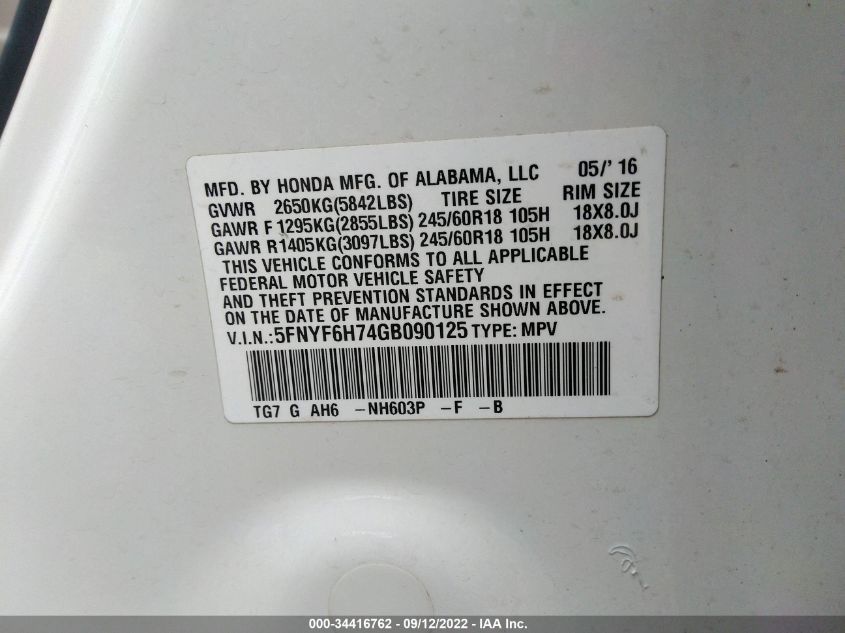 MFD. BY HONDA MFG. OF ALABAMA, LLC 05/' 16
GVWR 2650KG(5842LBS) TIRE SIZE RIM SIZE
GAWR F 1295KG(2855LBS) 245/60R18 105H 18X8.0J
GAWR R 1405KG(3097LBS) 245/60R18 105H 18X8.0J
THIS VEHICLE CONFORMS TO ALL APPLICABLE
FEDERAL MOTOR VEHICLE SAFETY
AND THEFT PREVENTION STANDARDS IN EFFECT
ON THE DATE OF MANUFACTURE SHOWN ABOVE.
V.I.N.:5FNYF6H74GB090125 TYPE: MPV
TG7 G AH6 -NH603P -F -B
000-34416762 - 09/12/2022 - IAA Inc.